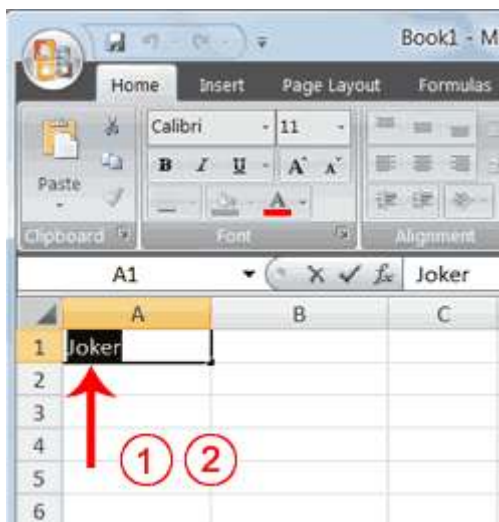 Book1 - M
Home Insert Page Layout Formulas
Calibri 11
B I U A A
Paste A
Clipboard Font Alignment
A1 fx Joker
A B C
1 Joker
2
3
4 1 2
5
6